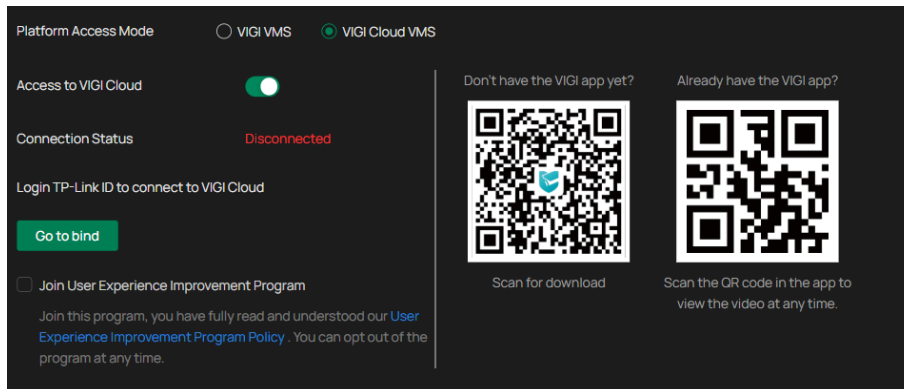 Platform Access Mode
VIGI VMS
VIGI Cloud VMS
Access to VIGI Cloud
Connection Status
Disconnected
Login TP-Link ID to connect to VIGI Cloud
Go to bind
Join User Experience Improvement Program
Join this program, you have fully read and understood our User
Experience Improvement Program Policy . You can opt out of the
program at any time.
Don't have the VIGI app yet?
Scan for download
Already have the VIGI app?
Scan the QR code in the app to
view the video at any time.